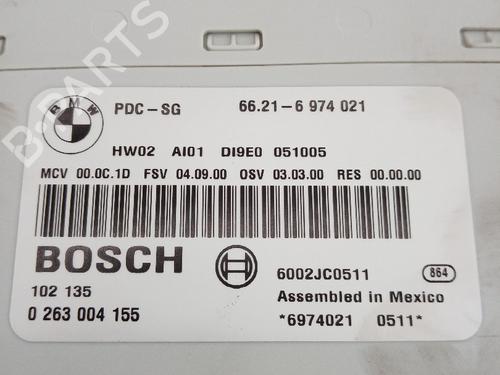 B-PARTS
BMW
PDC-SG 66.21-6 974 021
HW02 AI01 DI9E0 051005
MCV 00.0C.1D FSV 04.09.00 OSV 03.03.00 RES 00.00.00
BOSCH
6002JC0511 864
102 135 Assembled in Mexico
0 263 004 155 *6974021 0511*